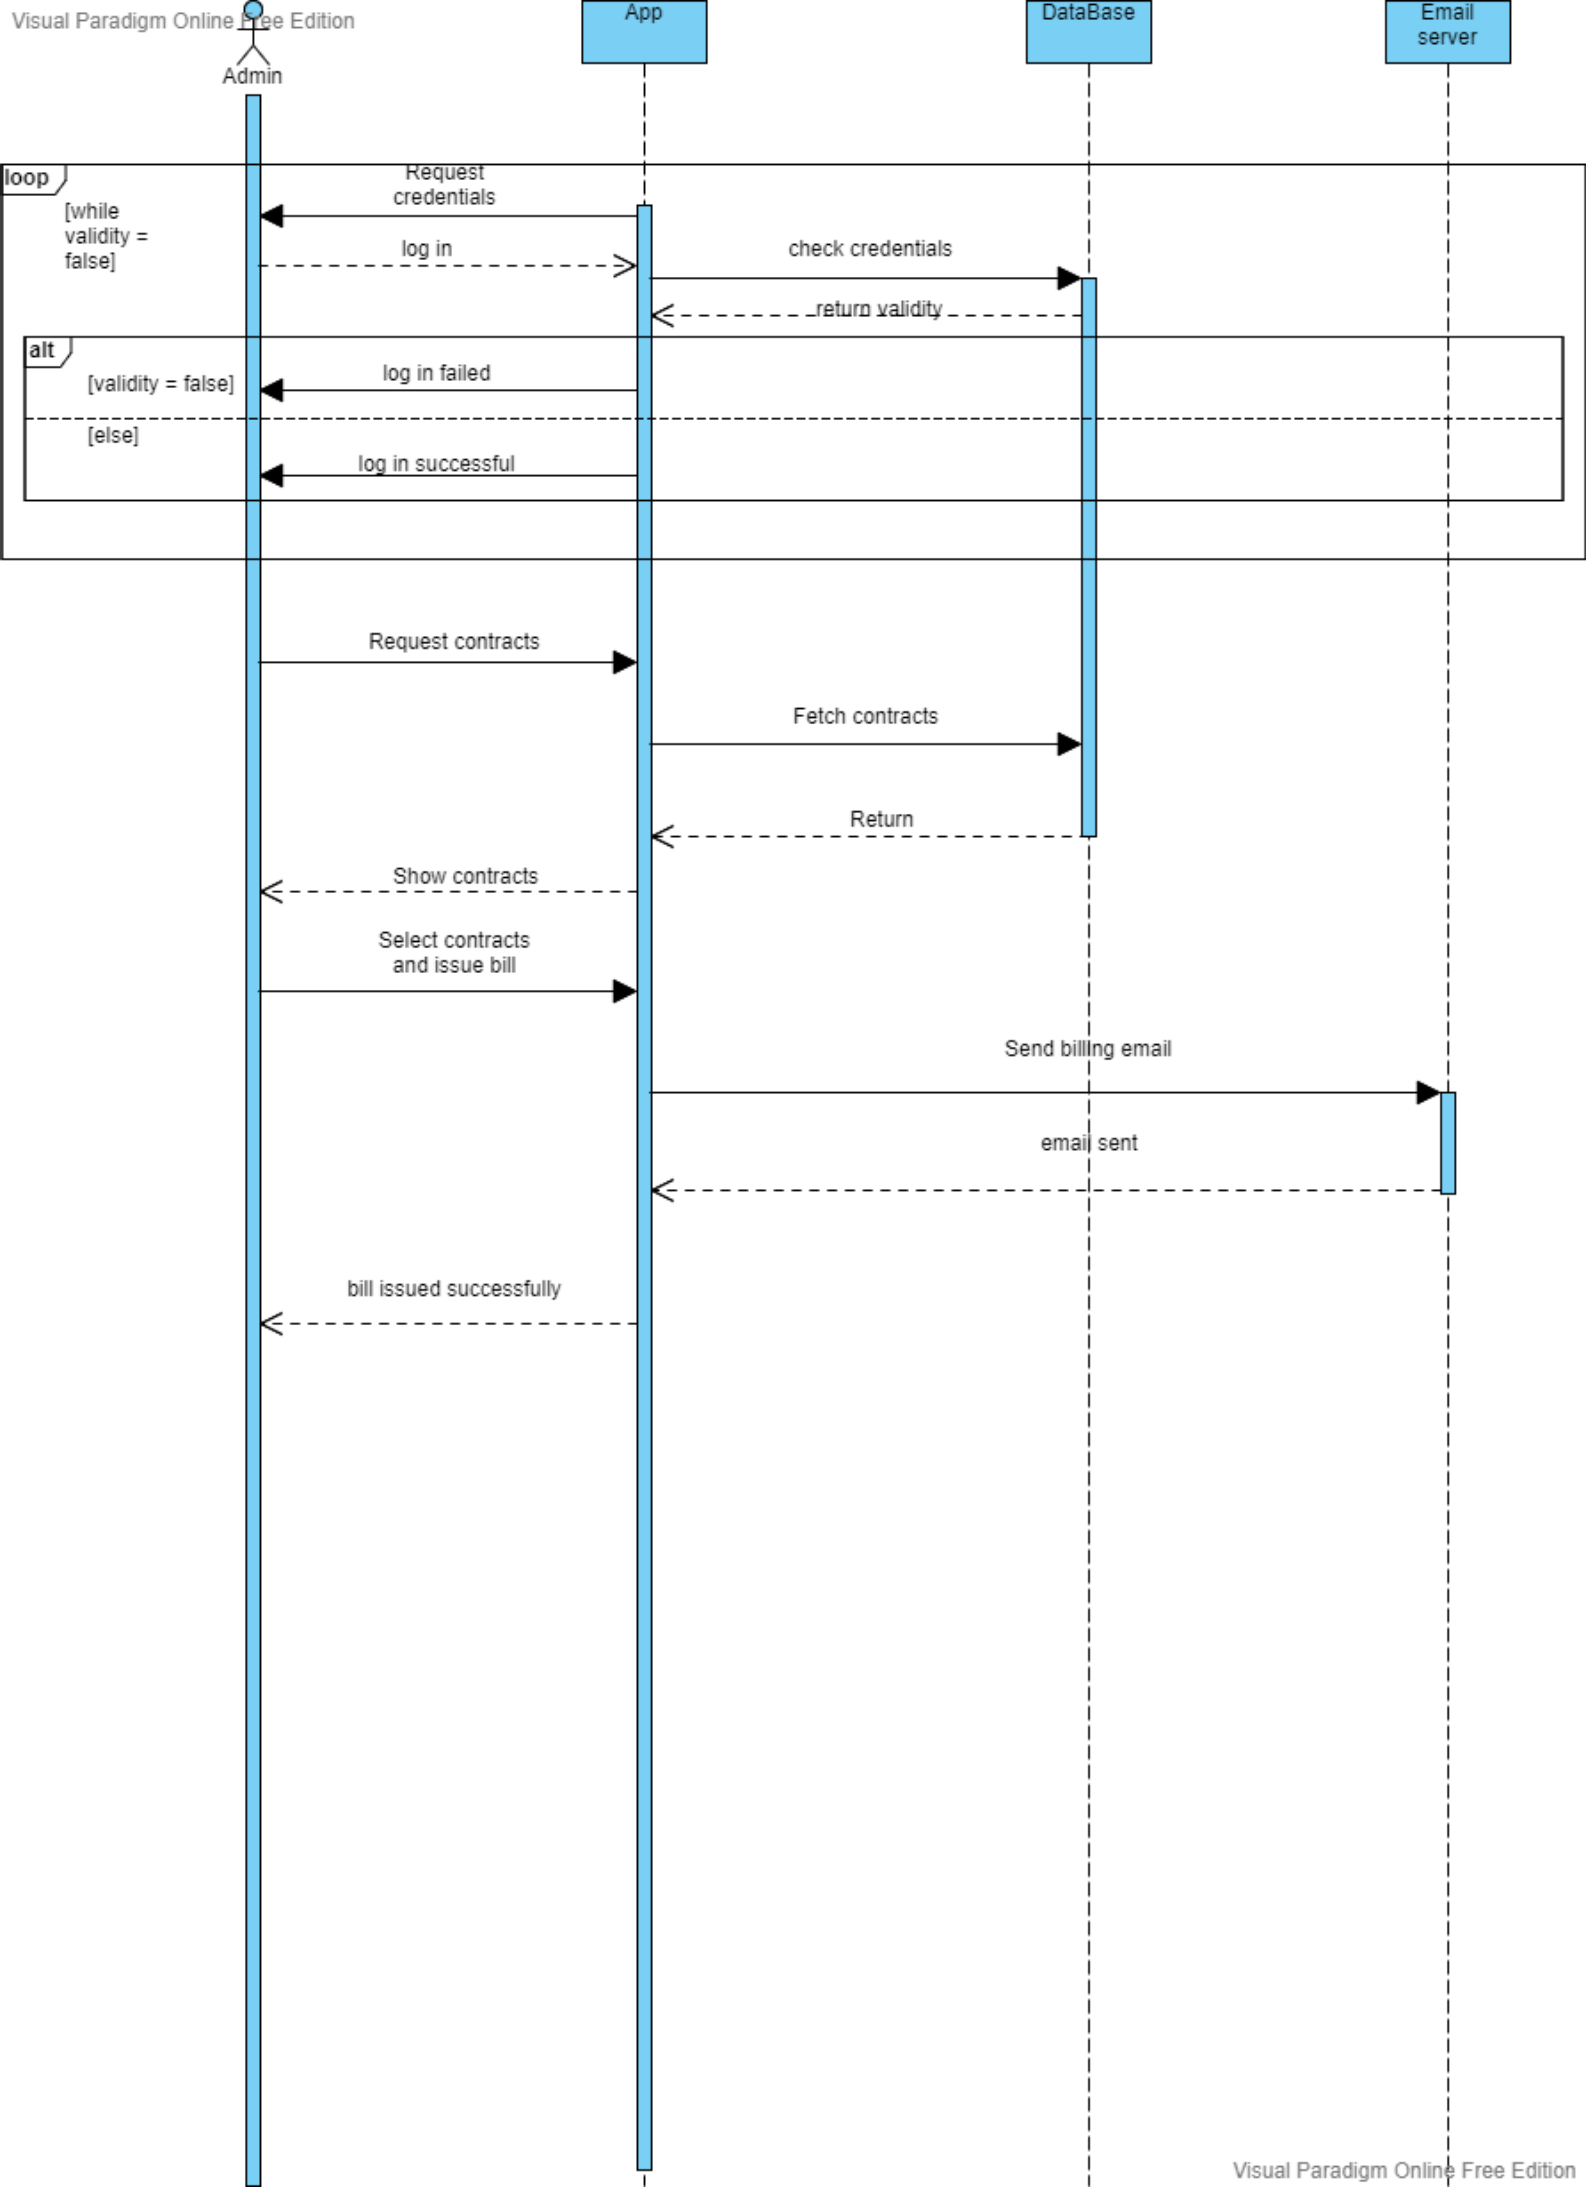 Visual Paradigm Online Free Edition
Admin
App
DataBase
Email
server
loop
[while
validity =
false]
Request
credentials
log in
check credentials
return validity
alt
[validity = false]
log in failed
[else]
log in successful
Request contracts
Fetch contracts
Return
Show contracts
Select contracts
and issue bill
Send billing email
email sent
bill issued successfully
Visual Paradigm Online Free Edition